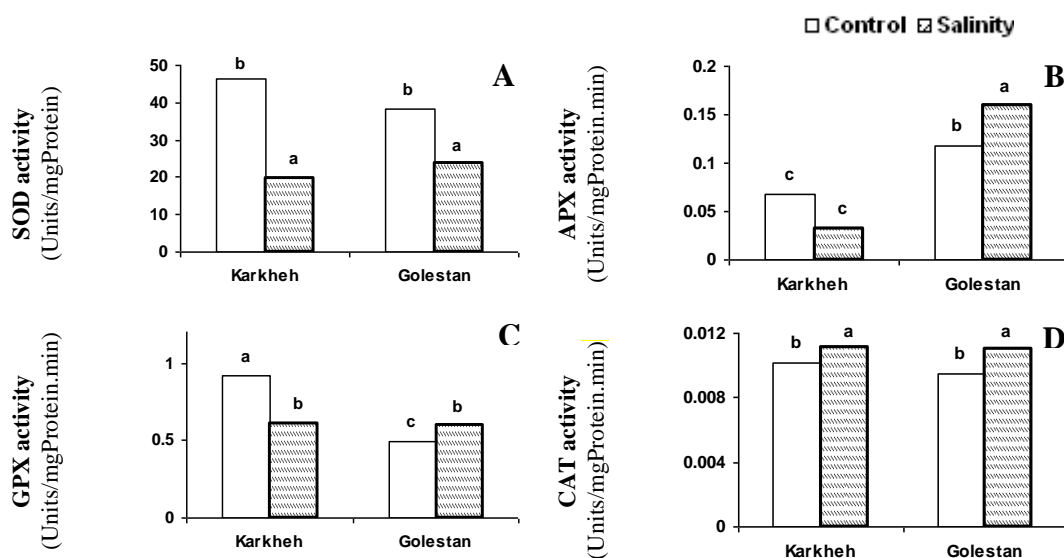 Control Salinity
A
SOD activity
(Units/mgProtein)
50
40
30
20
10
0
b
a
b
a
Karkheh Golestan
B
APX activity
(Units/mgProtein.min)
0.2
0.15
0.1
0.05
0
c
c
b
a
Karkheh Golestan
C
GPX activity
(Units/mgProtein.min)
1
0.5
0
a
b
c
b
Karkheh Golestan
D
CAT activity
(Units/mgProtein.min)
0.012
0.008
0.004
0
b
a
b
a
Karkheh Golestan